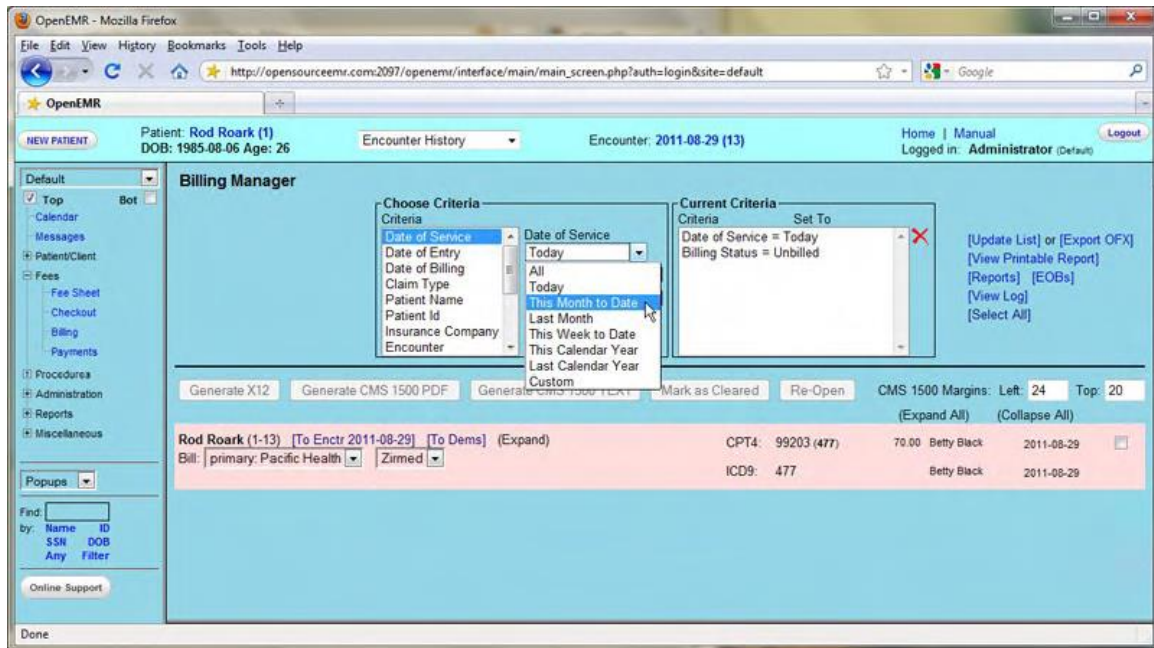 OpenEMR - Mozilla Firefox
File Edit View History Bookmarks Tools Help
http://opensourceemr.com:2097/openemr/interface/main/main_screen.php?auth=login&site=default
Google
OpenEMR
NEW PATIENT
Patient: Rod Roark (1)
DOB: 1985-08-06 Age: 26
Encounter History
Encounter: 2011-08-29 (13)
Home | Manual
Logged in: Administrator (Default)
Logout
Default
Top Bot
Calendar
Messages
Patient/Client
Fees
Fee Sheet
Checkout
Billing
Payments
Procedures
Administration
Reports
Miscellaneous
Popups
Find:
by: Name ID
SSN DOB
Any Filter
Online Support
Billing Manager
Choose Criteria
Criteria
Date of Service
Date of Entry
Date of Billing
Claim Type
Patient Name
Patient Id
Insurance Company
Encounter
Date of Service
Today
All
Today
This Month to Date
Last Month
This Week to Date
This Calendar Year
Last Calendar Year
Custom
Current Criteria
Criteria Set To
Date of Service = Today
Billing Status = Unbilled
[Update List] or [Export OFX]
[View Printable Report]
[Reports] [EOBs]
[View Log]
[Select All]
Generate X12 Generate CMS 1500 PDF Generate CMS 1500 TEXT Mark as Cleared Re-Open CMS 1500 Margins: Left: 24 Top: 20
(Expand All) (Collapse All)
Rod Roark (1-13) [To Enctr 2011-08-29] [To Dems] (Expand) CPT4: 99203 (477) 70.00 Betty Black 2011-08-29
Bill: primary: Pacific Health Zirmed
ICD9: 477 Betty Black 2011-08-29
Done